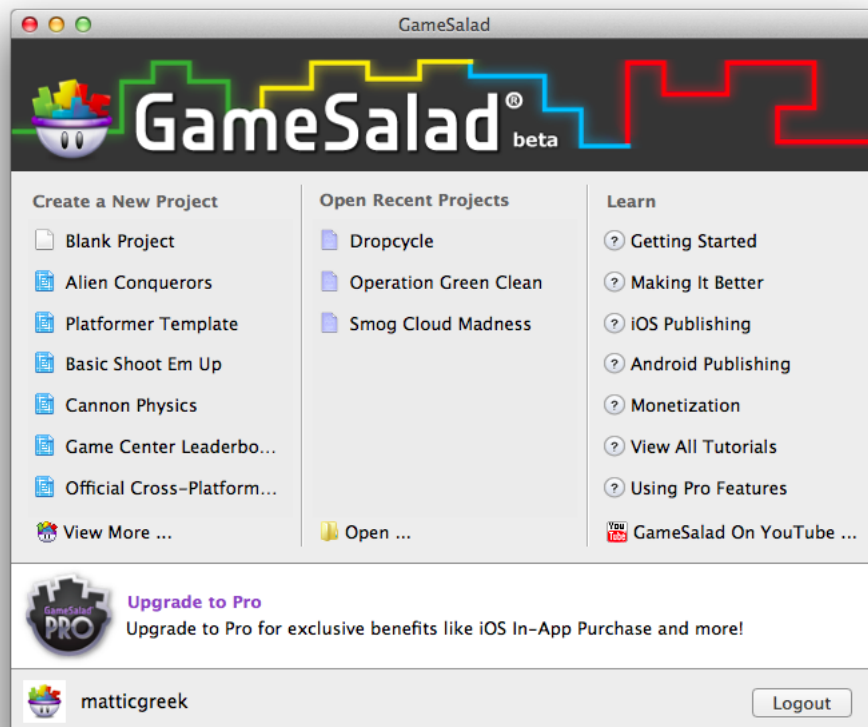 GameSalad
GameSalad® beta
Create a New Project
Blank Project
Alien Conquerors
Platformer Template
Basic Shoot Em Up
Cannon Physics
Game Center Leaderbo...
Official Cross-Platform...
View More ...
Open Recent Projects
Dropcycle
Operation Green Clean
Smog Cloud Madness
Open ...
Learn
? Getting Started
? Making It Better
? iOS Publishing
? Android Publishing
? Monetization
? View All Tutorials
? Using Pro Features
You Tube GameSalad On YouTube ...
GameSalad
PRO
Upgrade to Pro
Upgrade to Pro for exclusive benefits like iOS In-App Purchase and more!
matticgreek
Logout